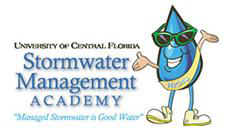 UNIVERSITY OF CENTRAL FLORIDA
Stormwater
Management
ACADEMY
"Managed Stormwater is Good Water"